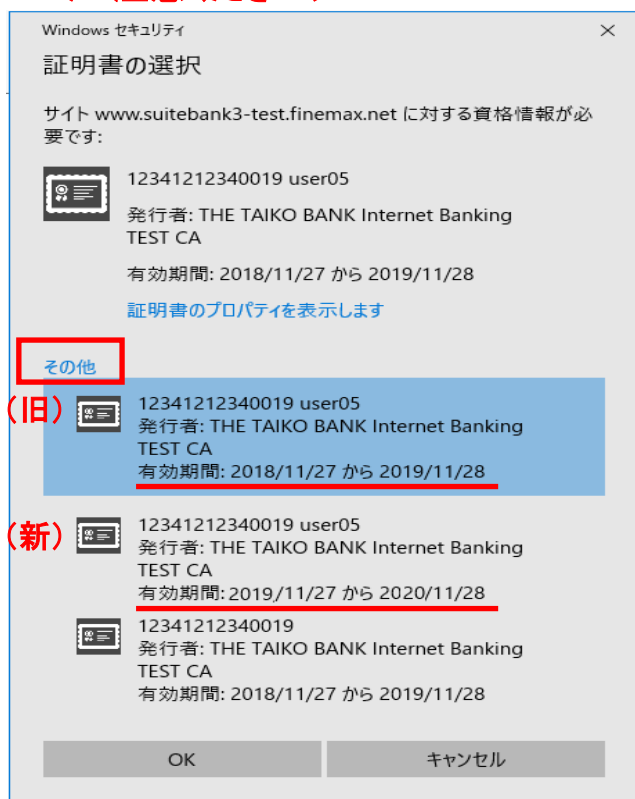 Windows セキュリティ
証明書の選択
サイト www.suitebank3-test.finemax.net に対する資格情報が必
要です:
12341212340019 user05
発行者: THE TAIKO BANK Internet Banking
TEST CA
有効期間: 2018/11/27 から 2019/11/28
証明書のプロパティを表示します
その他
（旧）
12341212340019 user05
発行者: THE TAIKO BANK Internet Banking
TEST CA
有効期間: 2018/11/27 から 2019/11/28
（新）
12341212340019 user05
発行者: THE TAIKO BANK Internet Banking
TEST CA
有効期間: 2019/11/27 から 2020/11/28
12341212340019
発行者: THE TAIKO BANK Internet Banking
TEST CA
有効期間: 2018/11/27 から 2019/11/28
OK
キャンセル